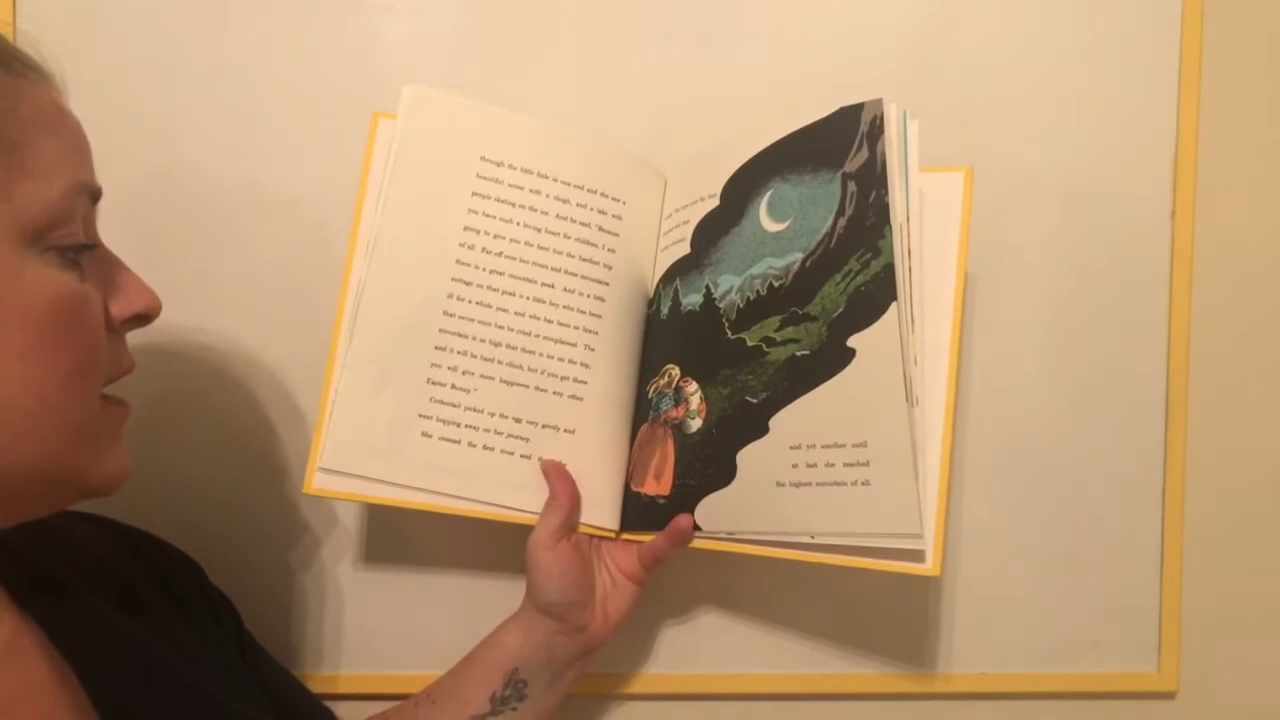 through the little hole in one end and she saw a
beautiful scene with a sleigh, and a lake with
people skating on the ice. And he said, "Because
you have such a loving heart for children, I am
going to give you the best but the hardest trip
of all. Far off over two rivers and three mountains
there is a great mountain peak. And in a little
cottage on that peak is a little boy who has been
ill for a whole year, and who has been so brave
that never once has he cried or complained. The
mountain is so high that there is ice on the top,
and it will be hard to climb, but if you get there
you will give more happiness than any other
Easter Bunny."
Cottontail picked up the egg very gently and
went hopping away on her journey.
She crossed the first river and
and yet another until
at last she reached
the highest mountain of all.